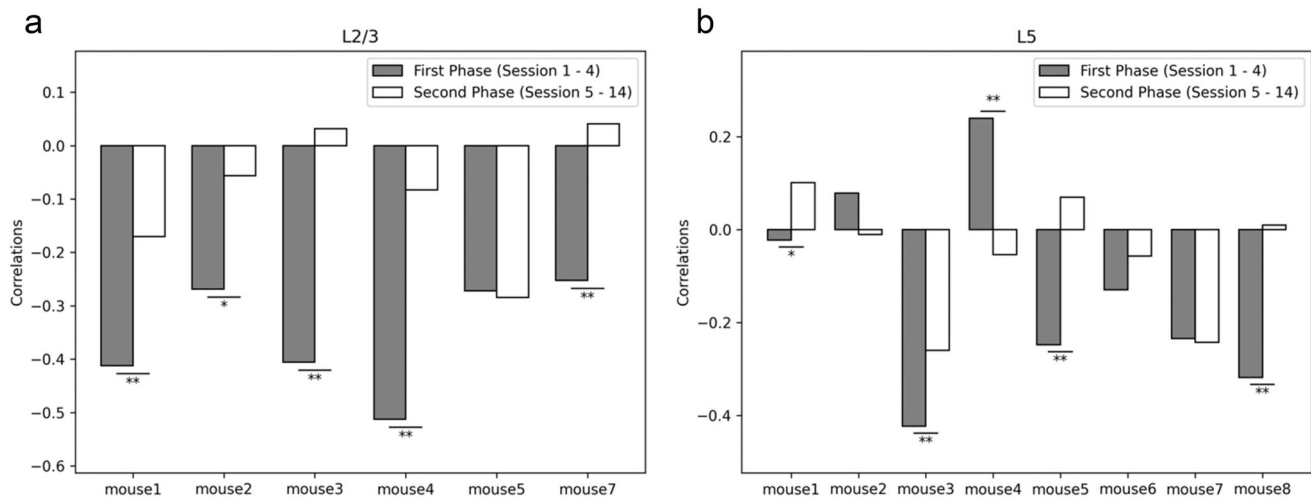 a
L2/3
First Phase (Session 1 - 4)
Second Phase (Session 5 - 14)
Correlations
0.1
0.0
−0.1
−0.2
−0.3
−0.4
−0.5
−0.6
**
*
**
**
**
mouse1 mouse2 mouse3 mouse4 mouse5 mouse7
b
L5
First Phase (Session 1 - 4)
Second Phase (Session 5 - 14)
Correlations
0.2
0.0
−0.2
−0.4
*
**
**
**
**
mouse1 mouse2 mouse3 mouse4 mouse5 mouse6 mouse7 mouse8